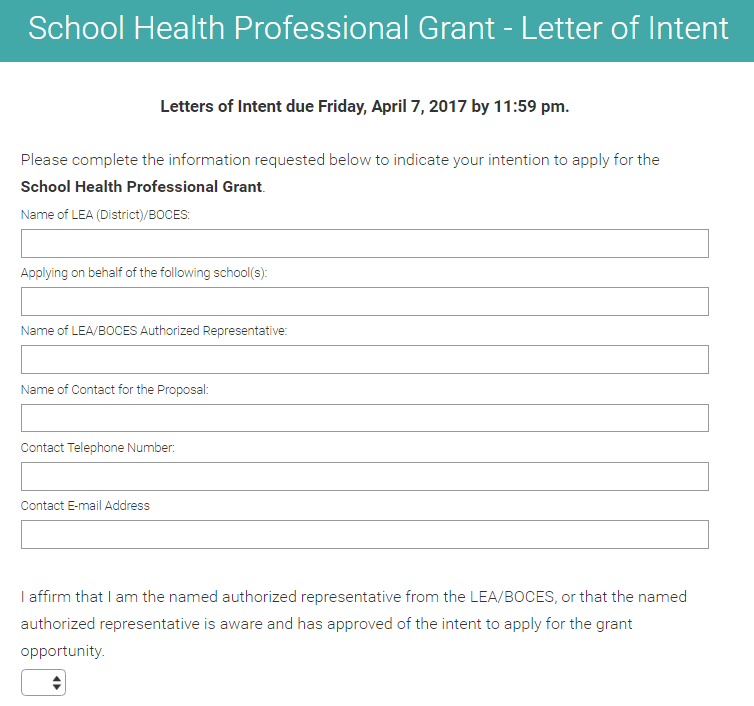 School Health Professional Grant - Letter of Intent
Letters of Intent due Friday, April 7, 2017 by 11:59 pm.
Please complete the information requested below to indicate your intention to apply for the
School Health Professional Grant.
Name of LEA (District)/BOCES:
Applying on behalf of the following school(s):
Name of LEA/BOCES Authorized Representative:
Name of Contact for the Proposal:
Contact Telephone Number:
Contact E-mail Address
I affirm that I am the named authorized representative from the LEA/BOCES, or that the named
authorized representative is aware and has approved of the intent to apply for the grant
opportunity.